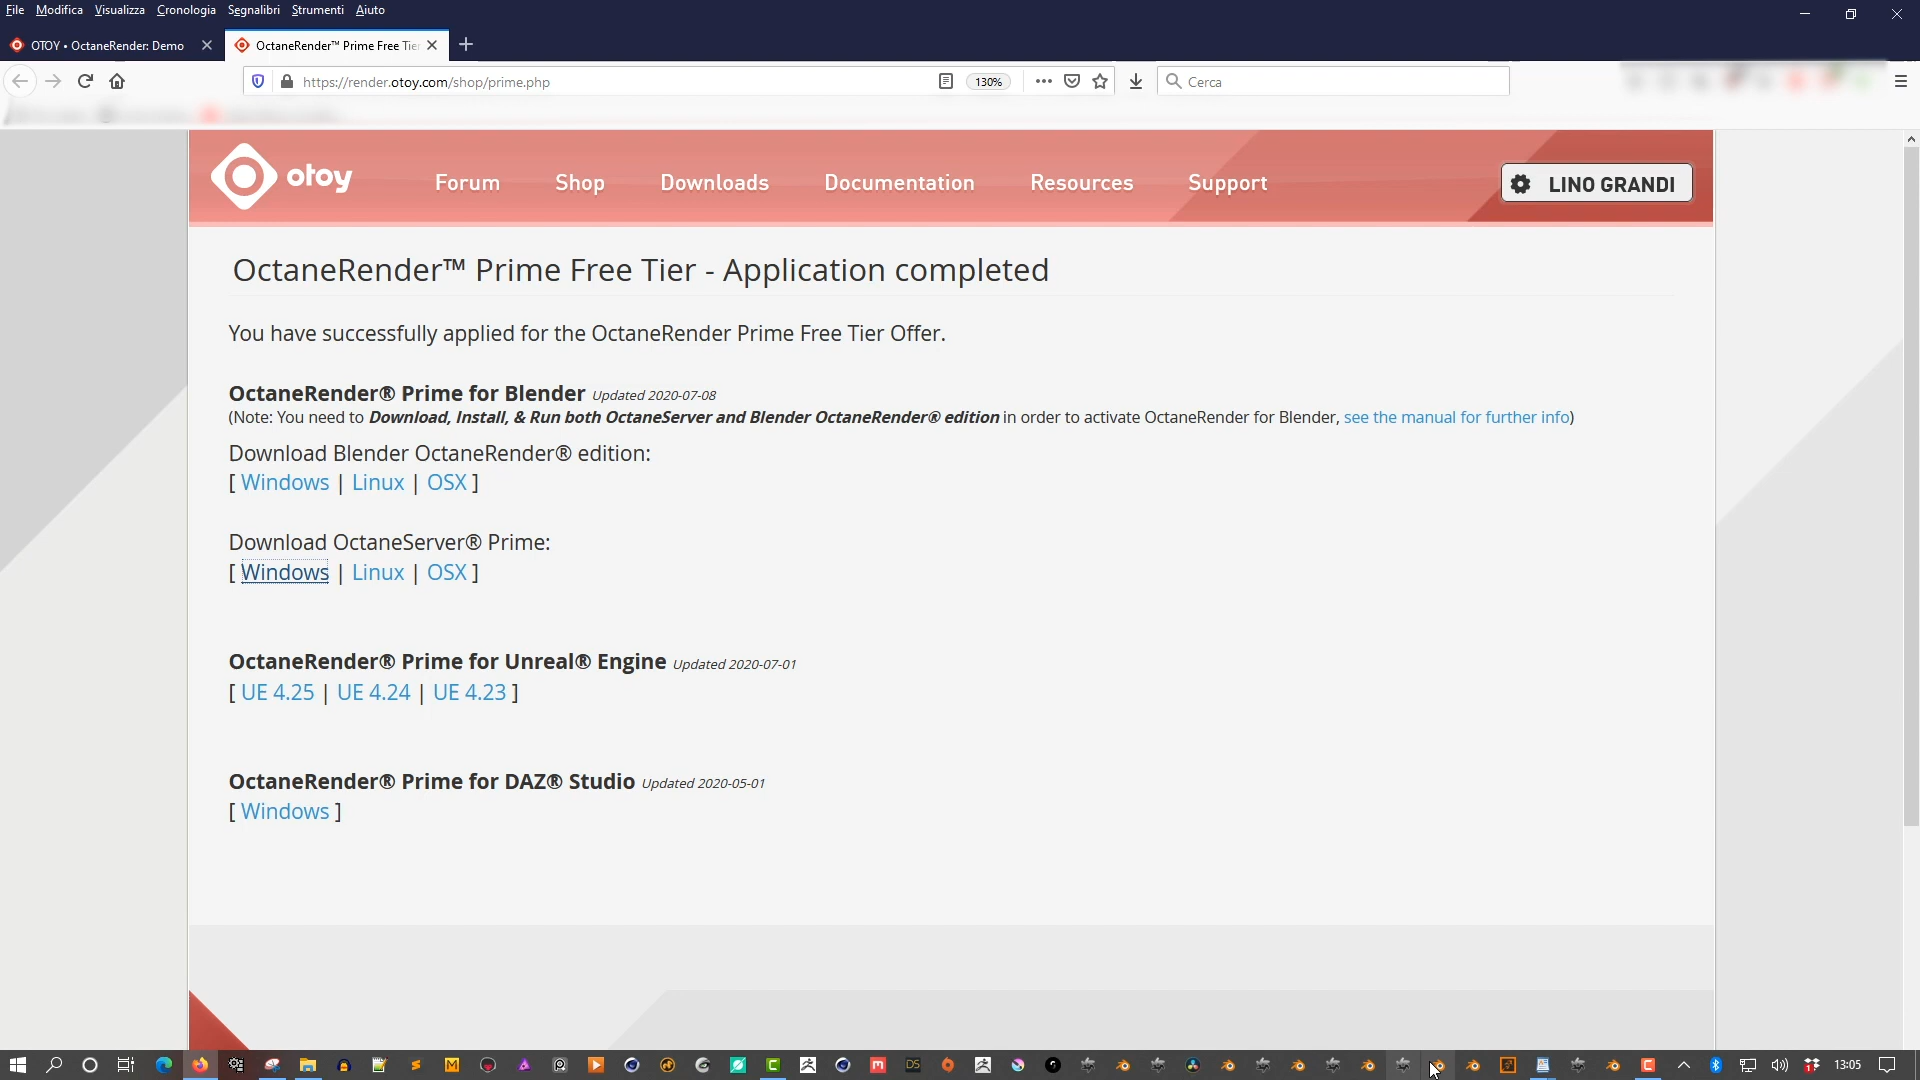 File Modifica Visualizza Cronologia Segnalibri Strumenti Aiuto
OTOY • OctaneRender: Demo
OctaneRender™ Prime Free Tier
https://render.otoy.com/shop/prime.php
130%
Cerca
otoy
Forum Shop Downloads Documentation Resources Support
LINO GRANDI
OctaneRender™ Prime Free Tier - Application completed
You have successfully applied for the OctaneRender Prime Free Tier Offer.
OctaneRender® Prime for Blender Updated 2020-07-08
(Note: You need to Download, Install, & Run both OctaneServer and Blender OctaneRender® edition in order to activate OctaneRender for Blender, see the manual for further info)
Download Blender OctaneRender® edition:
[ Windows | Linux | OSX ]
Download OctaneServer® Prime:
[ Windows | Linux | OSX ]
OctaneRender® Prime for Unreal® Engine Updated 2020-07-01
[ UE 4.25 | UE 4.24 | UE 4.23 ]
OctaneRender® Prime for DAZ® Studio Updated 2020-05-01
[ Windows ]
13:05